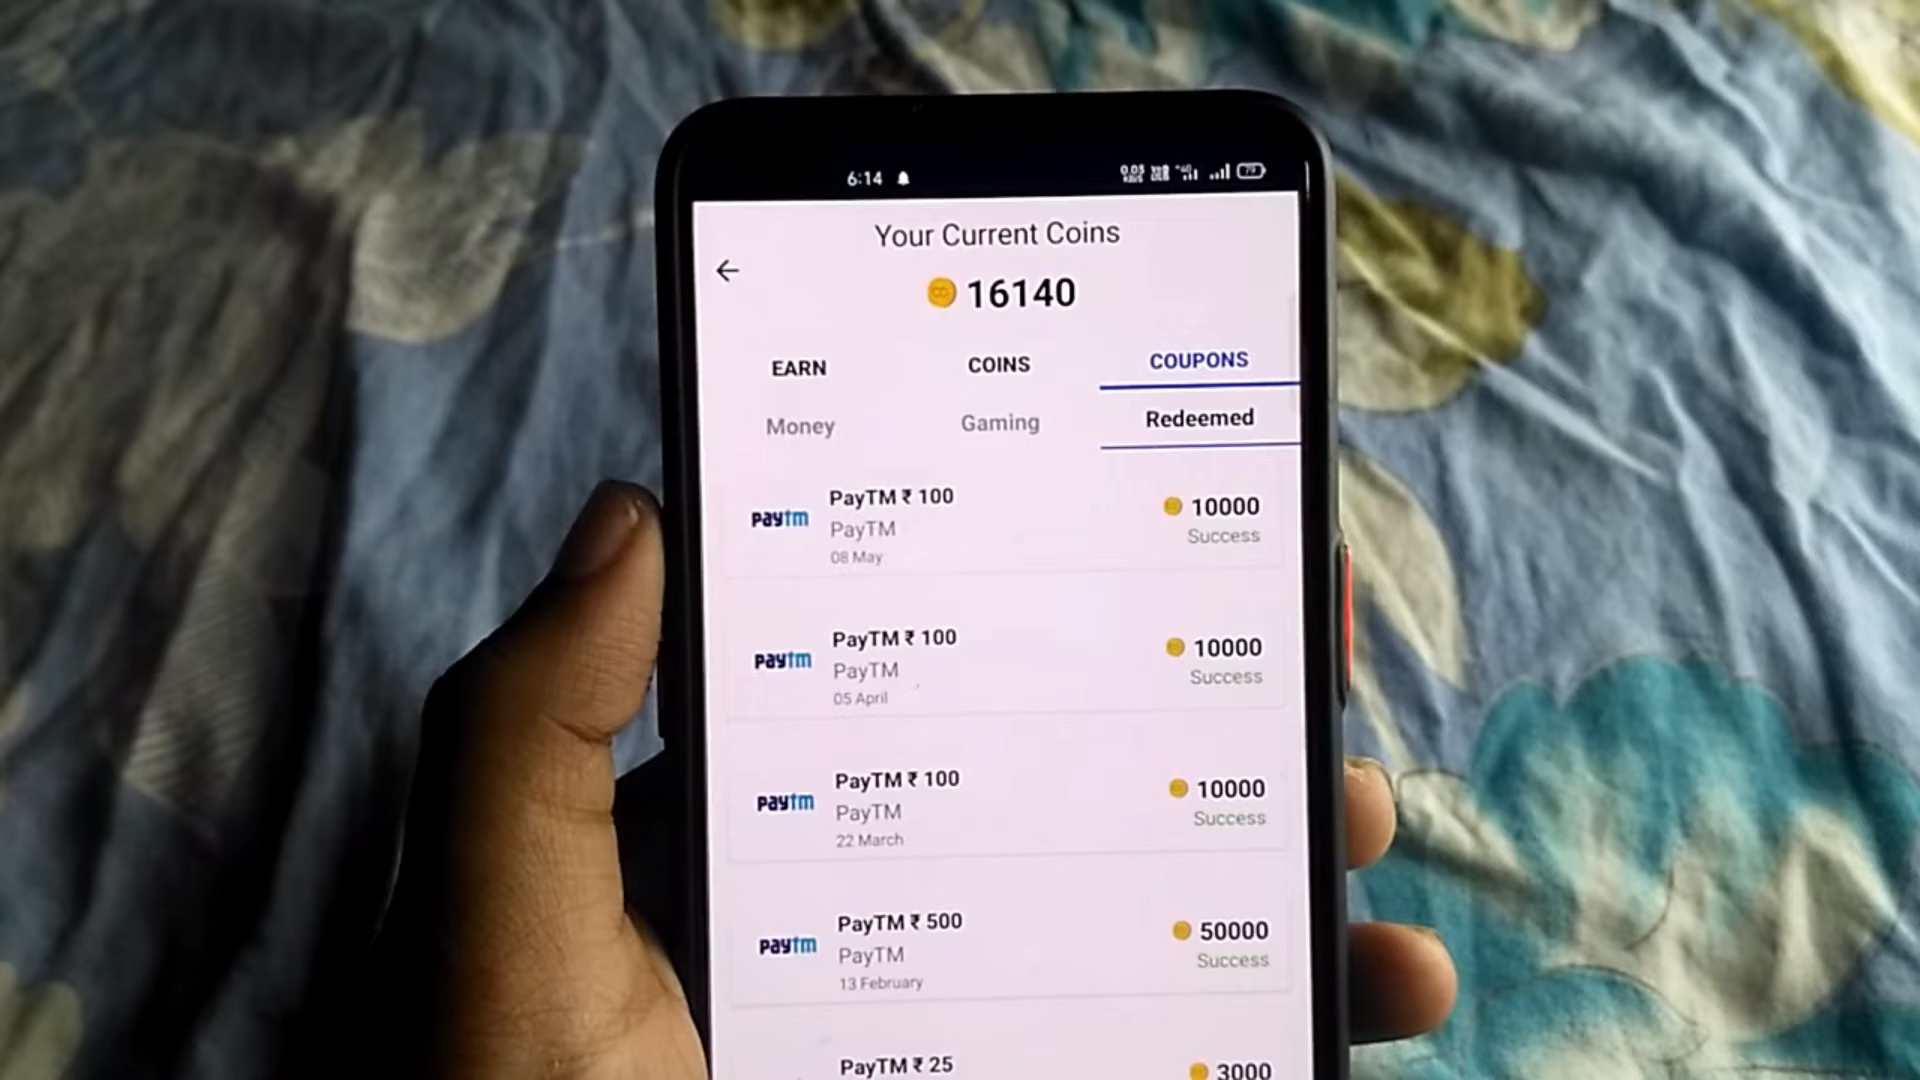 6:14
Your Current Coins
16140
EARN COINS COUPONS
Money Gaming Redeemed
paytm
PayTM ₹ 100
PayTM
08 May
10000
Success
paytm
PayTM ₹ 100
PayTM
05 April
10000
Success
paytm
PayTM ₹ 100
PayTM
22 March
10000
Success
paytm
PayTM ₹ 500
PayTM
13 February
50000
Success
PayTM ₹ 25
3000